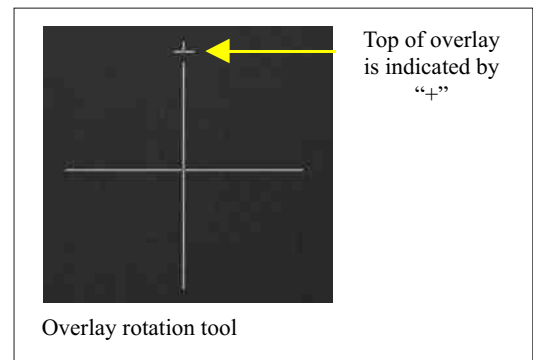 Top of overlay
is indicated by
“+”
Overlay rotation tool